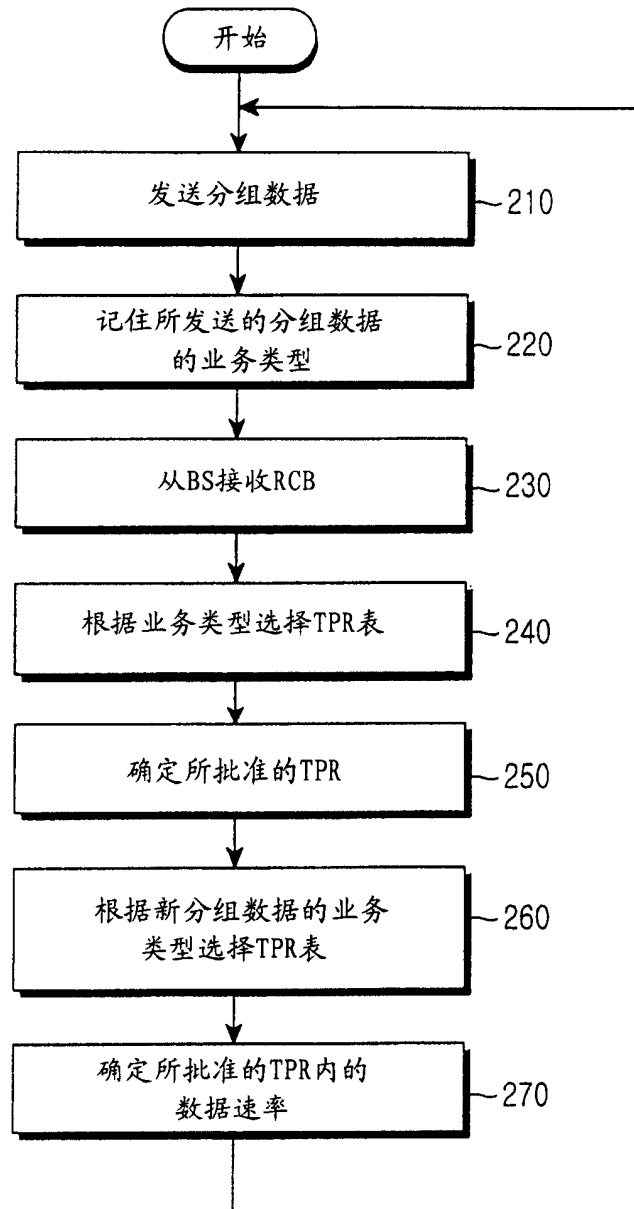 开始
发送分组数据
210
记住所发送的分组数据
的业务类型
220
从BS接收RCB
230
根据业务类型选择TPR表
240
确定所批准的TPR
250
根据新分组数据的业务
类型选择TPR表
260
确定所批准的TPR内的
数据速率
270